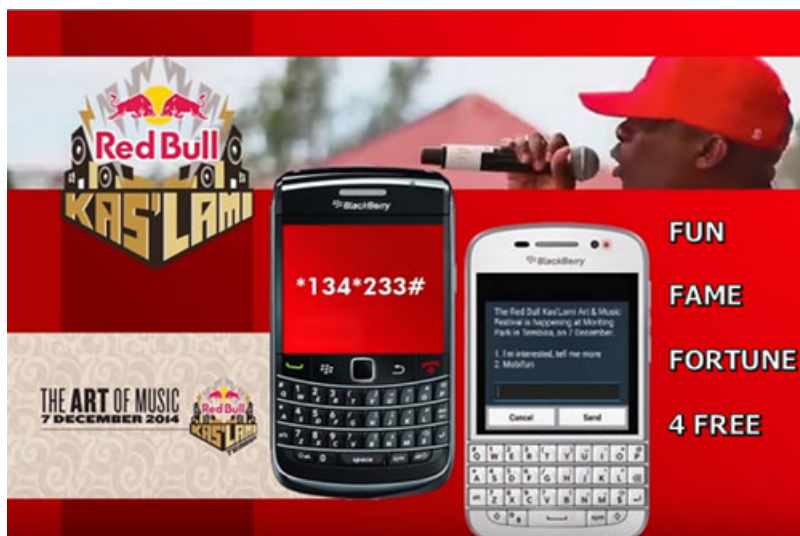 Red Bull
KAS'LAMI
BlackBerry
*134*233#
BlackBerry
The Red Bull Kas'Lami Art & Music
Festival is happening at Moriting
Park in Tembisa, on 7 December.
1. I'm interested, tell me more
2. Mobifun
Cancel
Send
FUN
FAME
FORTUNE
4 FREE
THE ART OF MUSIC
7 DECEMBER 2014
Red Bull
KAS'LAMI